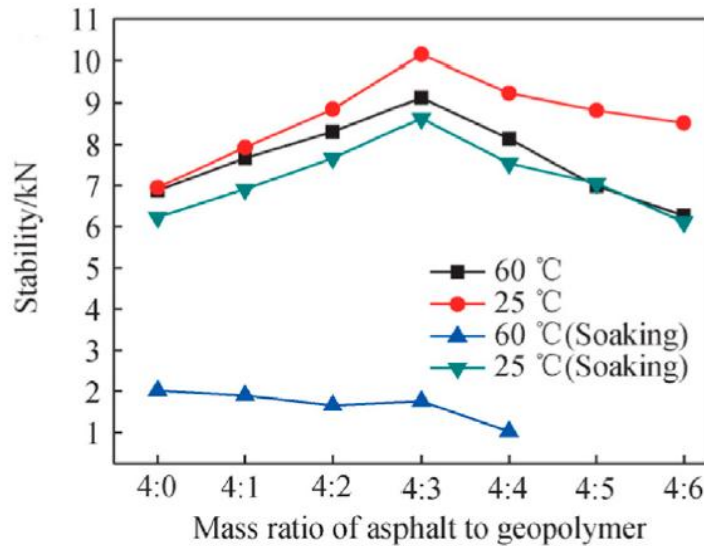 11
10
9
8
7
6
5
4
3
2
1
Stability/kN
60 ℃
25 ℃
60 ℃(Soaking)
25 ℃(Soaking)
4:0 4:1 4:2 4:3 4:4 4:5 4:6
Mass ratio of asphalt to geopolymer